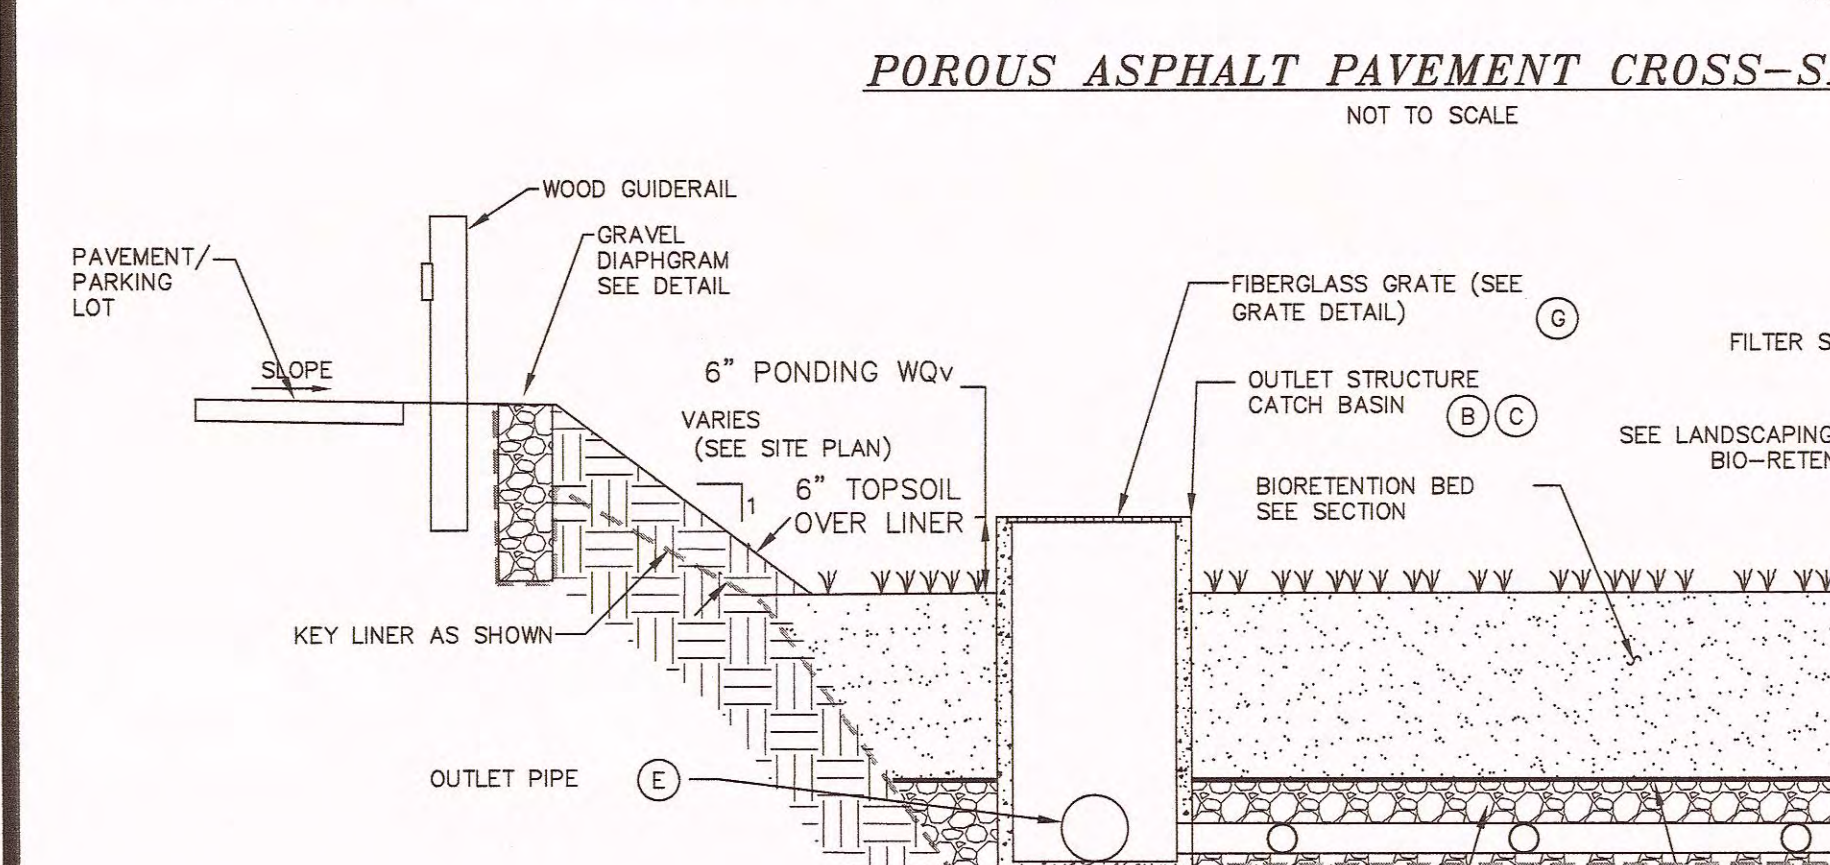 POROUS ASPHALT PAVEMENT CROSS-S
NOT TO SCALE
WOOD GUIDERAIL
GRAVEL
DIAPHGRAM
SEE DETAIL
PAVEMENT/
PARKING
LOT
SLOPE
6" PONDING WQv
VARIES
(SEE SITE PLAN)
1
6" TOPSOIL
OVER LINER
FIBERGLASS GRATE (SEE
GRATE DETAIL)
G
OUTLET STRUCTURE
CATCH BASIN
B C
BIORETENTION BED
SEE SECTION
FILTER S
SEE LANDSCAPING
BIO-RETEN
KEY LINER AS SHOWN
OUTLET PIPE
E